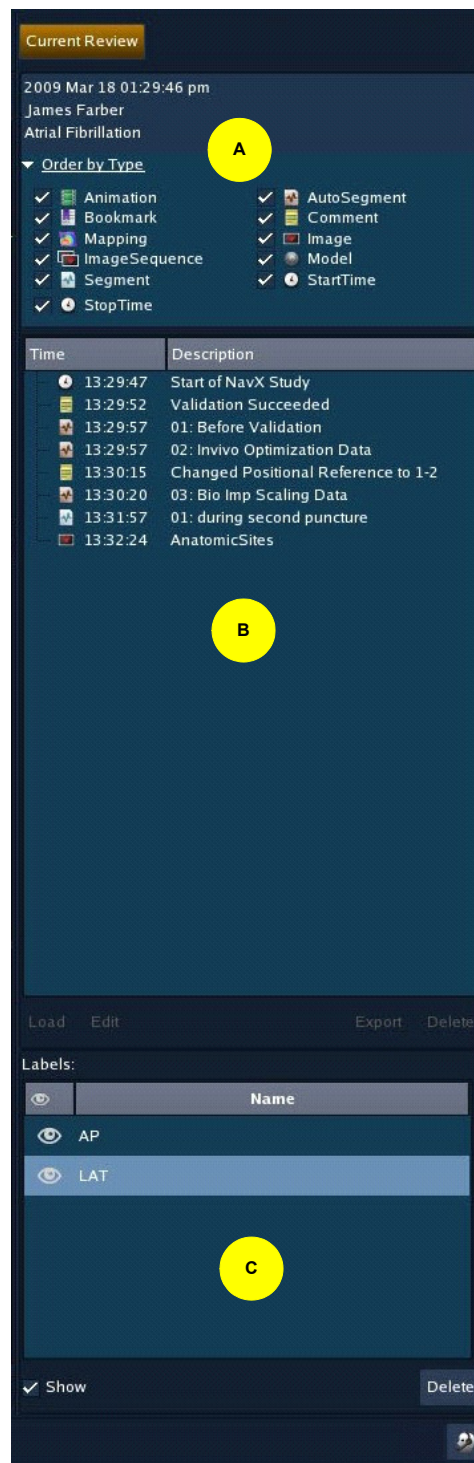 Current Review
2009 Mar 18 01:29:46 pm
James Farber
Atrial Fibrillation
A
Order by Type
Animation AutoSegment
Bookmark Comment
Mapping Image
ImageSequence Model
Segment StartTime
StopTime
Time Description
13:29:47 Start of NavX Study
13:29:52 Validation Succeeded
13:29:57 01: Before Validation
13:29:57 02: Invivo Optimization Data
13:30:15 Changed Positional Reference to 1-2
13:30:20 03: Bio Imp Scaling Data
13:31:57 01: during second puncture
13:32:24 AnatomicSites
B
Load Edit Export Delete
Labels:
Name
AP
LAT
C
Show Delete